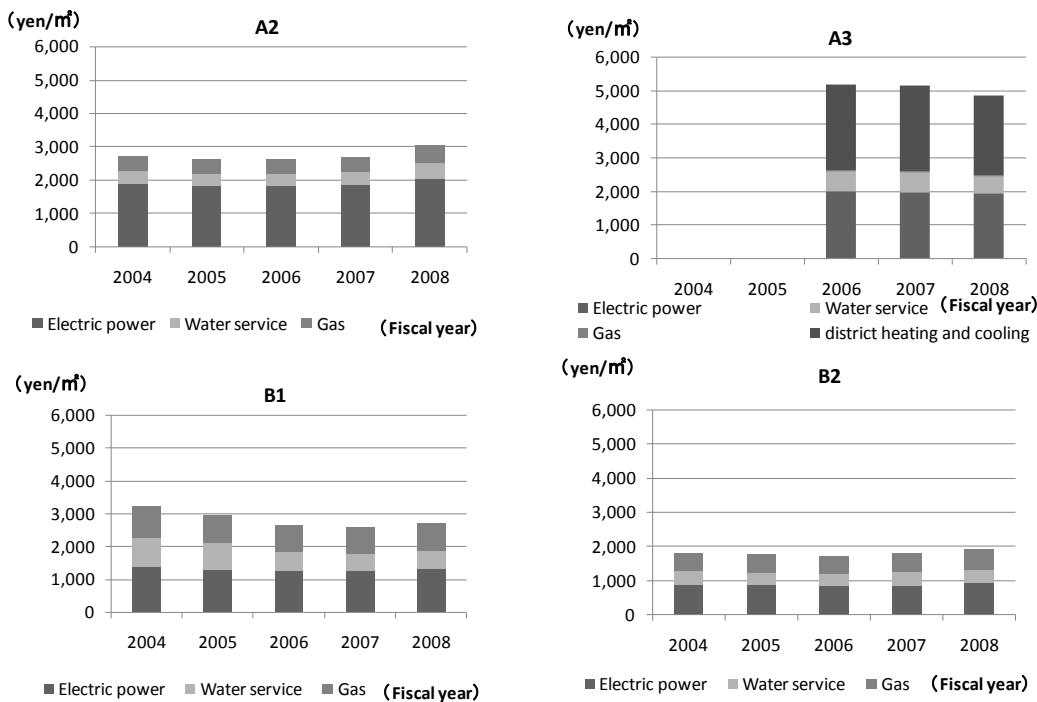 (yen/㎡)
A2
6,000
5,000
4,000
3,000
2,000
1,000
0
2004 2005 2006 2007 2008
Electric power Water service Gas (Fiscal year)
(yen/㎡)
A3
6,000
5,000
4,000
3,000
2,000
1,000
0
2004 2005 2006 2007 2008
Electric power Water service (Fiscal year)
Gas district heating and cooling
(yen/㎡)
B1
6,000
5,000
4,000
3,000
2,000
1,000
0
2004 2005 2006 2007 2008
Electric power Water service Gas (Fiscal year)
(yen/㎡)
B2
6,000
5,000
4,000
3,000
2,000
1,000
0
2004 2005 2006 2007 2008
Electric power Water service Gas (Fiscal year)